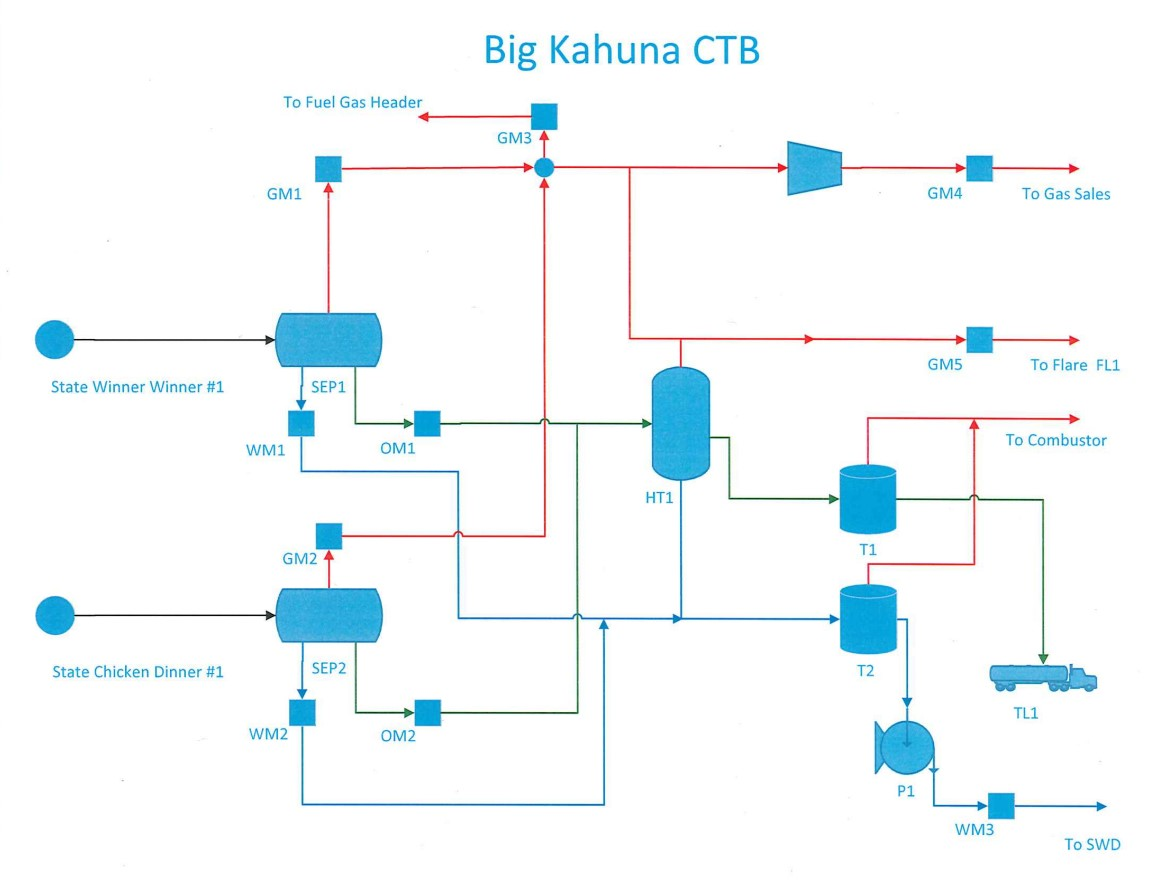 Big Kahuna CTB
To Fuel Gas Header
GM3
GM1
GM4
To Gas Sales
State Winner Winner #1
SEP1
GM5
To Flare FL1
WM1
OM1
To Combustor
HT1
GM2
T1
State Chicken Dinner #1
SEP2
T2
WM2
OM2
TL1
P1
WM3
To SWD